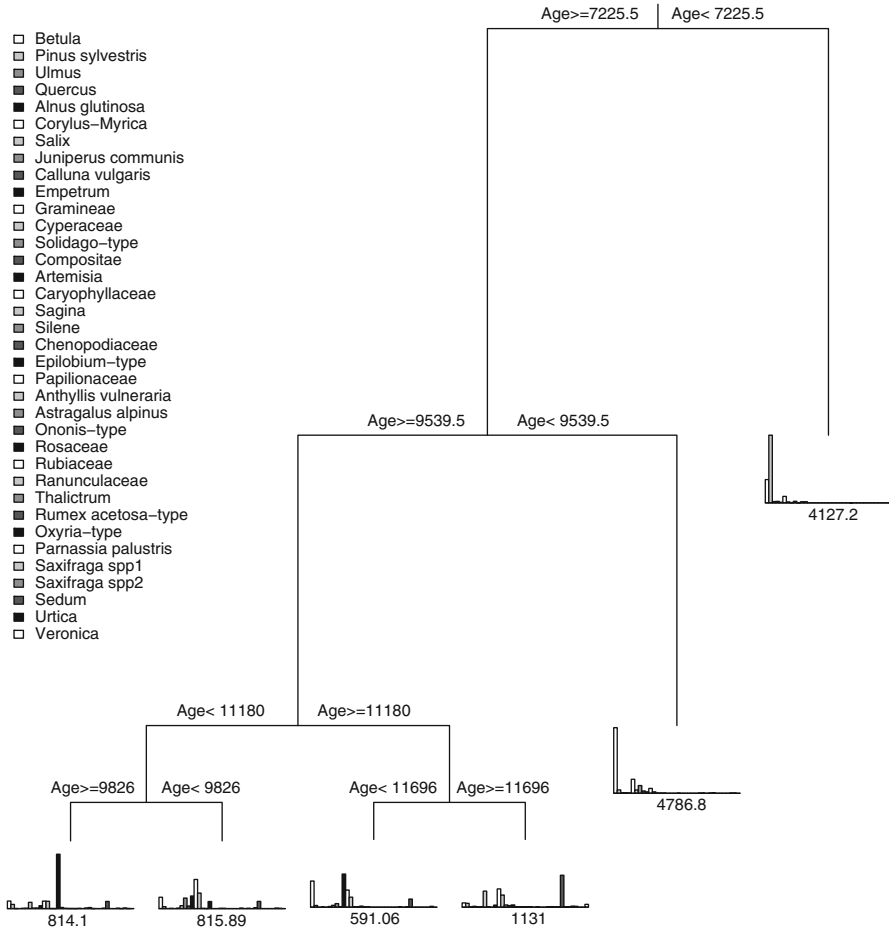 Betula
Pinus sylvestris
Ulmus
Quercus
Alnus glutinosa
Corylus−Myrica
Salix
Juniperus communis
Calluna vulgaris
Empetrum
Gramineae
Cyperaceae
Solidago−type
Compositae
Artemisia
Caryophyllaceae
Sagina
Silene
Chenopodiaceae
Epilobium−type
Papilionaceae
Anthyllis vulneraria
Astragalus alpinus
Ononis−type
Rosaceae
Rubiaceae
Ranunculaceae
Thalictrum
Rumex acetosa−type
Oxyria−type
Parnassia palustris
Saxifraga spp1
Saxifraga spp2
Sedum
Urtica
Veronica
Age>=7225.5 Age< 7225.5
Age>=9539.5 Age< 9539.5
4127.2
Age< 11180 Age>=11180
Age>=9826 Age< 9826 Age< 11696 Age>=11696
4786.8
814.1 815.89 591.06 1131